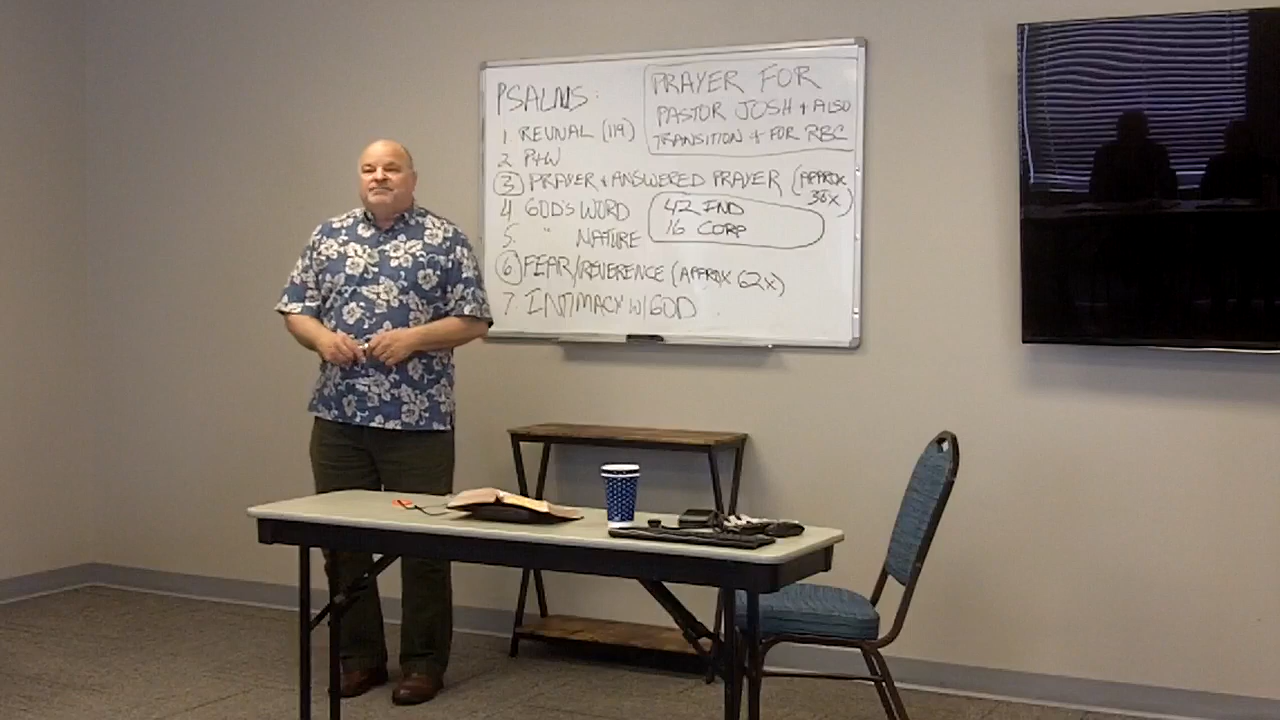 PSALMS:
1. REVIVAL (119)
2 P+W
3 PRAYER + ANSWERED PRAYER (APPROX 36X)
4 GOD'S WORD
5. " NATURE
6 FEAR/REVERENCE (APPROX 62X)
7. INTIMACY W/GOD
PRAYER FOR
PASTOR JOSH + ALSO
TRANSITION + FOR RBC
42 IND
16 CORP